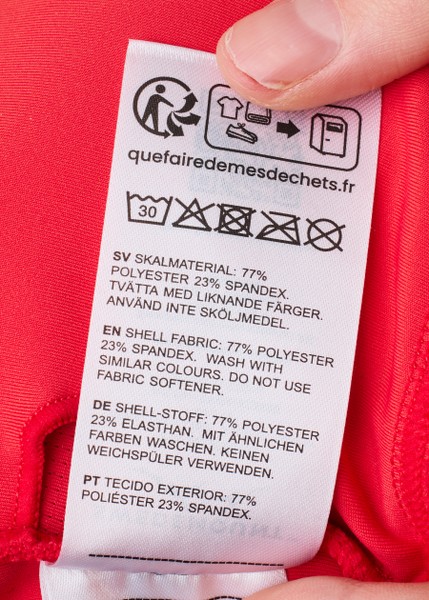 quefairedemesdechets.fr
30
SV SKALMATERIAL: 77%
POLYESTER 23% SPANDEX.
TVÄTTA MED LIKNANDE FÄRGER.
ANVÄND INTE SKÖLJMEDEL.
EN SHELL FABRIC: 77% POLYESTER
23% SPANDEX. WASH WITH
SIMILAR COLOURS. DO NOT USE
FABRIC SOFTENER.
DE SHELL-STOFF: 77% POLYESTER
23% ELASTHAN. MIT ÄHNLICHEN
FARBEN WASCHEN. KEINEN
WEICHSPÜLER VERWENDEN.
PT TECIDO EXTERIOR: 77%
POLIÉSTER 23% SPANDEX.